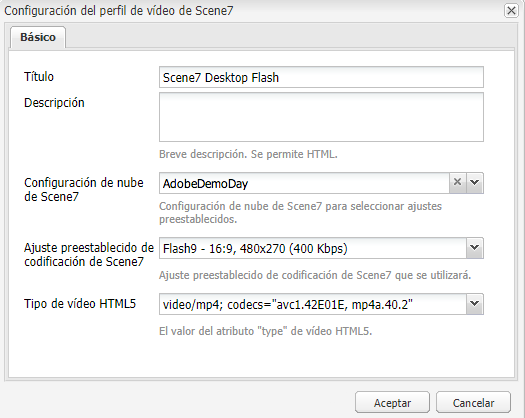 Configuración del perfil de vídeo de Scene7
Básico
Título
Scene7 Desktop Flash
Descripción
Breve descripción. Se permite HTML.
Configuración de nube
de Scene7
AdobeDemoDay
Configuración de nube de Scene7 para seleccionar ajustes
preestablecidos.
Ajuste preestablecido de
codificación de Scene7
Flash9 - 16:9, 480x270 (400 Kbps)
Ajuste preestablecido de codificación de Scene7 que se utilizará.
Tipo de vídeo HTML5
video/mp4; codecs="avc1.42E01E, mp4a.40.2"
El valor del atributo "type" de vídeo HTML5.
Aceptar
Cancelar